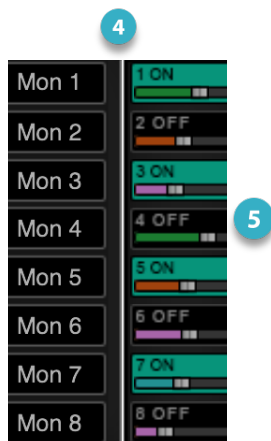 4
Mon 1 1 ON
Mon 2 2 OFF
Mon 3 3 ON
Mon 4 4 OFF 5
Mon 5 5 ON
Mon 6 6 OFF
Mon 7 7 ON
Mon 8 8 OFF